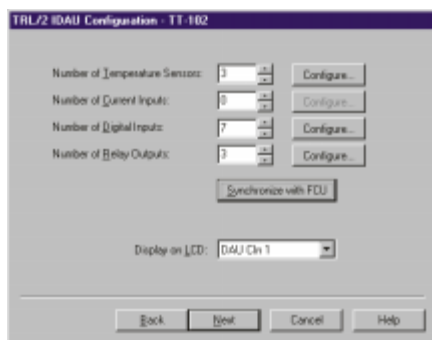 TRL/2 IDAU Configuration - TT-102
Number of Temperature Sensors: 3 Configure...
Number of Current Inputs: 0 Configure...
Number of Digital Inputs: 7 Configure...
Number of Relay Outputs: 3 Configure...
Synchronize with FCU
Display on LCD: DAU Cln 1
Back Next Cancel Help